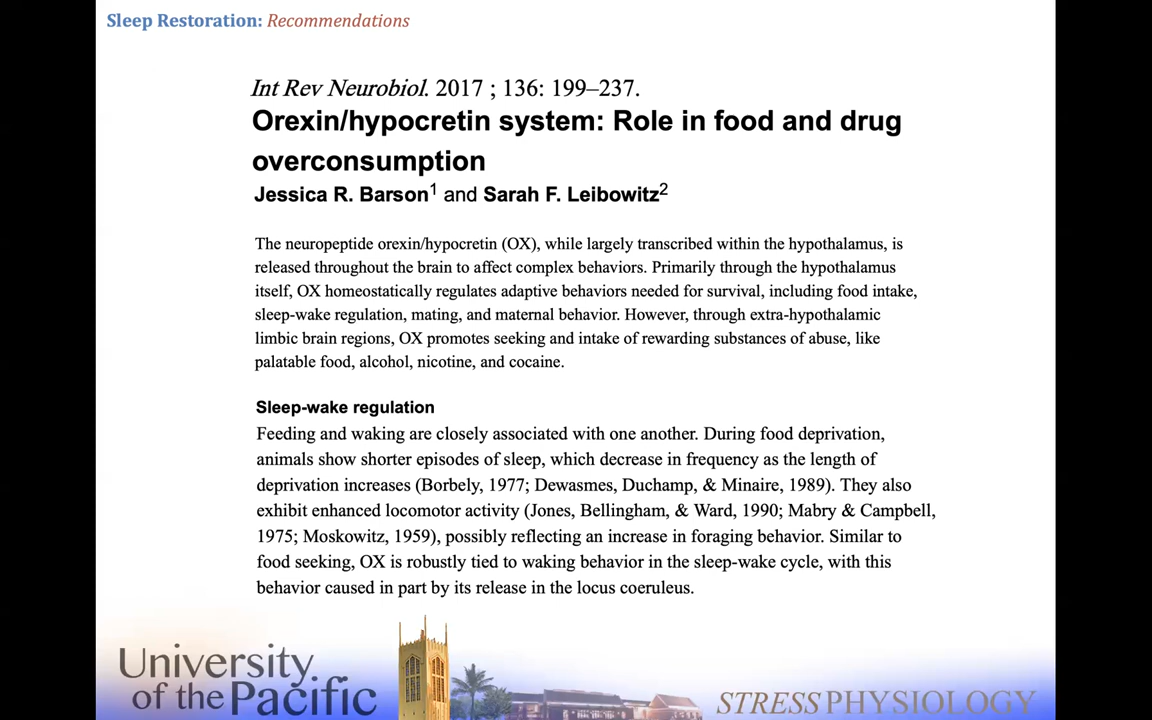 Sleep Restoration: Recommendations
Int Rev Neurobiol. 2017 ; 136: 199–237.
Orexin/hypocretin system: Role in food and drug
overconsumption
Jessica R. Barson1 and Sarah F. Leibowitz2
The neuropeptide orexin/hypocretin (OX), while largely transcribed within the hypothalamus, is
released throughout the brain to affect complex behaviors. Primarily through the hypothalamus
itself, OX homeostatically regulates adaptive behaviors needed for survival, including food intake,
sleep-wake regulation, mating, and maternal behavior. However, through extra-hypothalamic
limbic brain regions, OX promotes seeking and intake of rewarding substances of abuse, like
palatable food, alcohol, nicotine, and cocaine.
Sleep-wake regulation
Feeding and waking are closely associated with one another. During food deprivation,
animals show shorter episodes of sleep, which decrease in frequency as the length of
deprivation increases (Borbely, 1977; Dewasmes, Duchamp, & Minaire, 1989). They also
exhibit enhanced locomotor activity (Jones, Bellingham, & Ward, 1990; Mabry & Campbell,
1975; Moskowitz, 1959), possibly reflecting an increase in foraging behavior. Similar to
food seeking, OX is robustly tied to waking behavior in the sleep-wake cycle, with this
behavior caused in part by its release in the locus coeruleus.
University
of the Pacific
STRESS PHYSIOLOGY